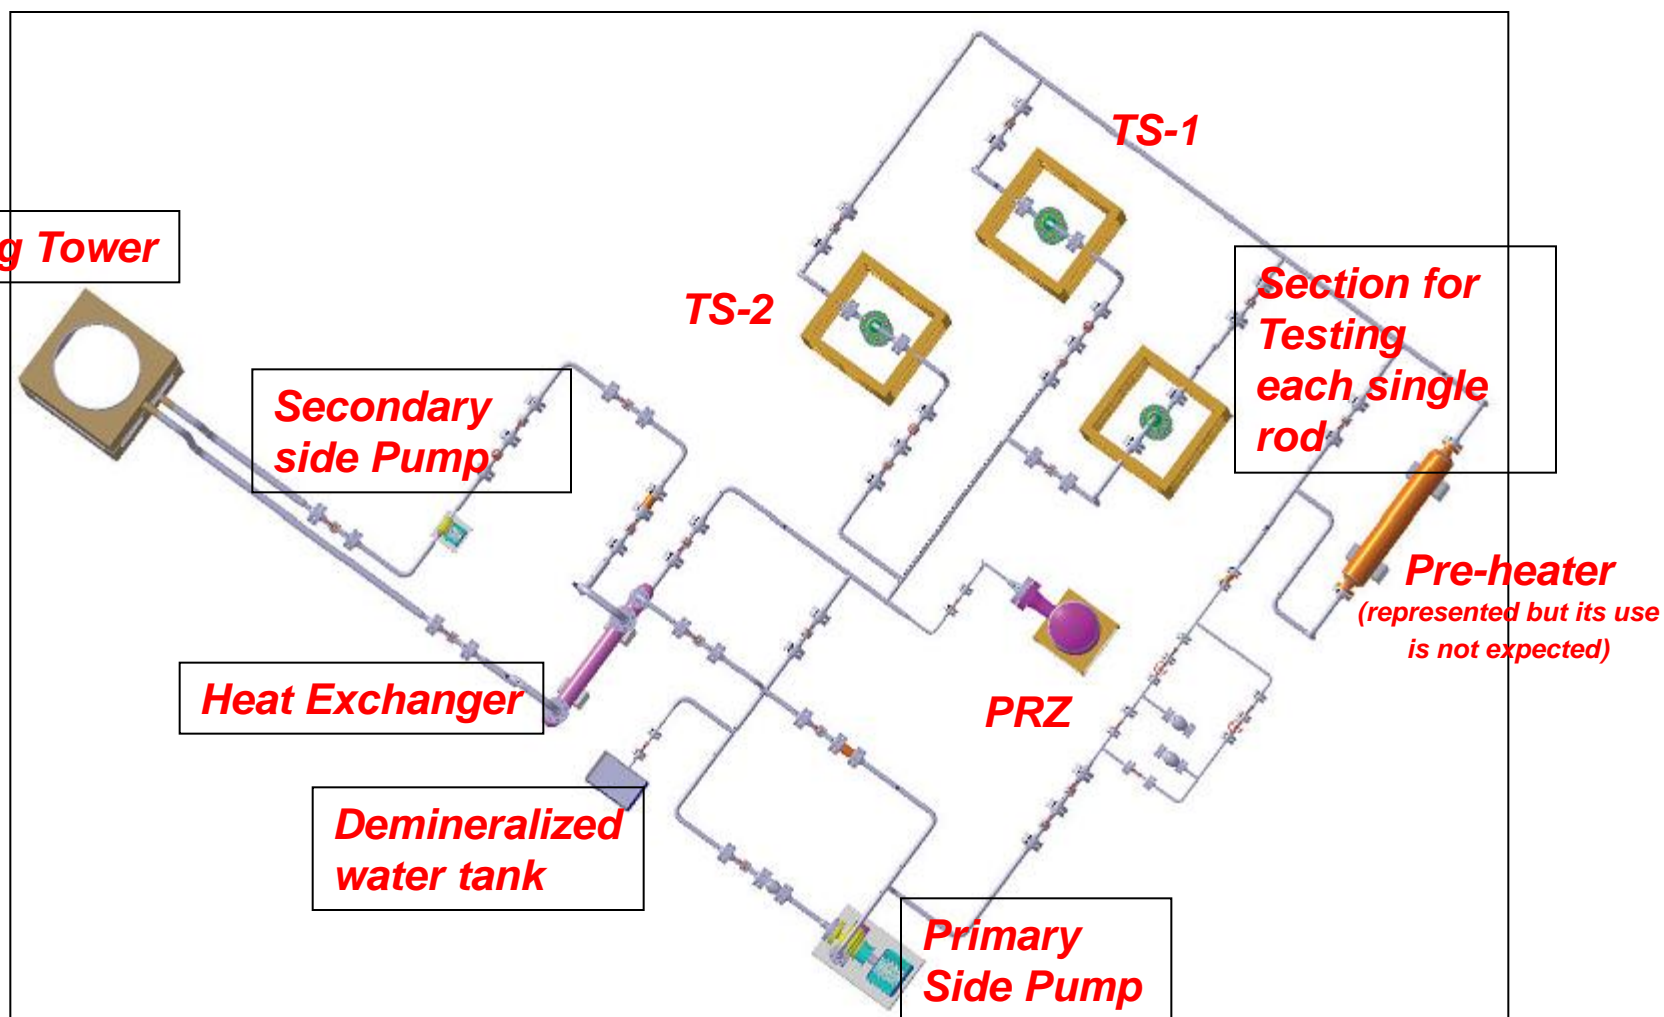 TS-1
g Tower
Section for
Testing
each single
rod
TS-2
Secondary
side Pump
Pre-heater
(represented but its use
is not expected)
Heat Exchanger
PRZ
Demineralized
water tank
Primary
Side Pump